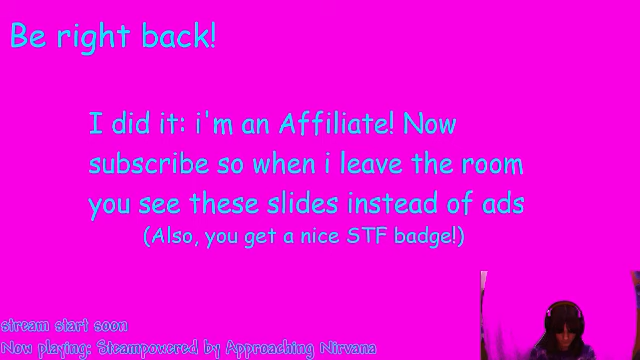 Be right back!
I did it: i'm an Affiliate! Now
subscribe so when i leave the room
you see these slides instead of ads
(Also, you get a nice STF badge!)
stream start soon
Now playing: Steampowered by Approaching Nirvana